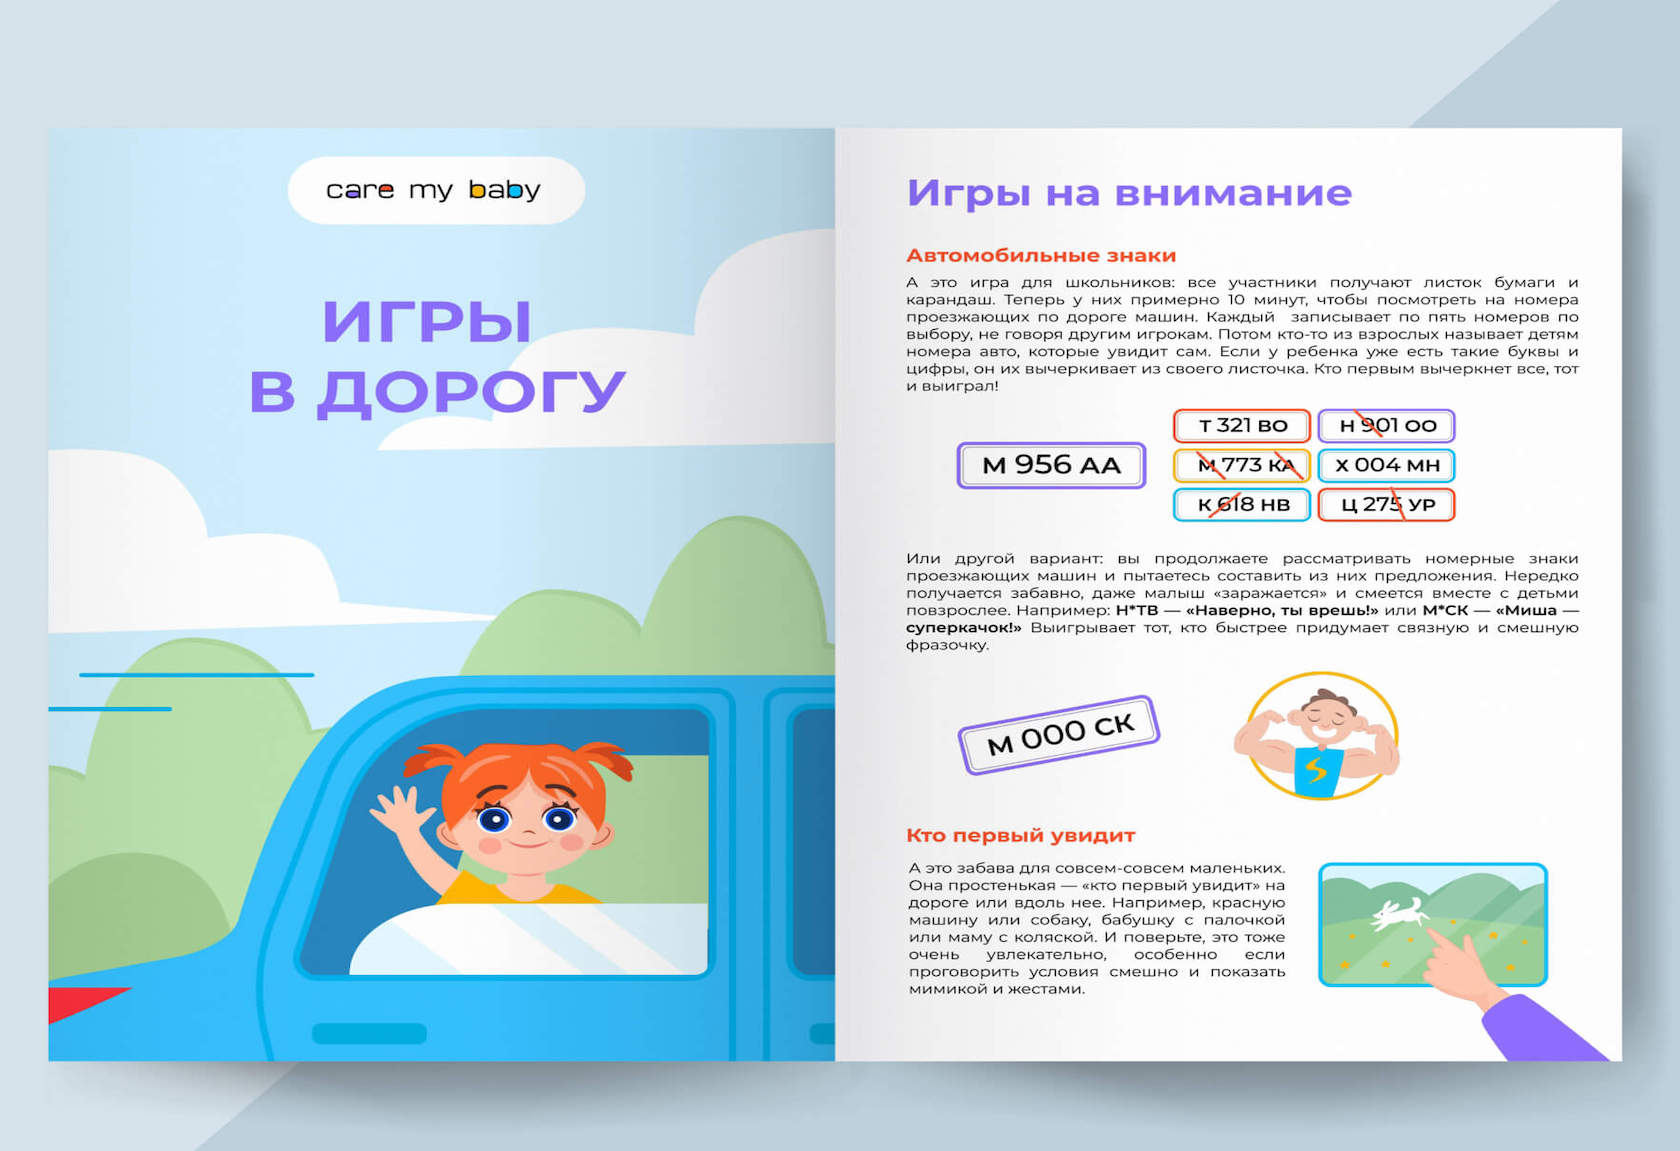 care my baby
ИГРЫ
В ДОРОГУ
Игры на внимание
Автомобильные знаки
А это игра для школьников: все участники получают листок бумаги и
карандаш. Теперь у них примерно 10 минут, чтобы посмотреть на номера
проезжающих по дороге машин. Каждый записывает по пять номеров по
выбору, не говоря другим игрокам. Потом кто-то из взрослых называет детям
номера авто, которые увидит сам. Если у ребенка уже есть такие буквы и
цифры, он их вычеркивает из своего листочка. Кто первым вычеркнет все, тот
и выиграл!
М 956 АА
Т 321 ВО
Н 901 ОО
М 773 КА
Х 004 МН
К 618 НВ
Ц 275 УР
Или другой вариант: вы продолжаете рассматривать номерные знаки
проезжающих машин и пытаетесь составить из них предложения. Нередко
получается забавно, даже малыш «заражается» и смеется вместе с детьми
повзрослее. Например: Н*ТВ — «Наверно, ты врешь!» или М*СК — «Миша —
суперкачок!» Выигрывает тот, кто быстрее придумает связную и смешную
фразочку.
М 000 СК
Кто первый увидит
А это забава для совсем-совсем маленьких.
Она простенькая — «кто первый увидит» на
дороге или вдоль нее. Например, красную
машину или собаку, бабушку с палочкой
или маму с коляской. И поверьте, это тоже
очень увлекательно, особенно если
проговорить условия смешно и показать
мимикой и жестами.